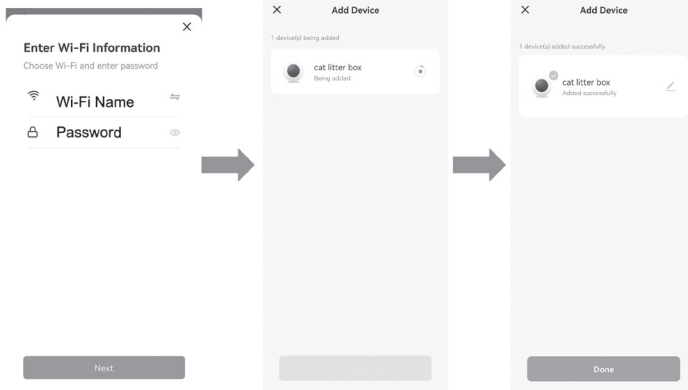 Enter Wi-Fi Information
Choose Wi-Fi and enter password
Wi-Fi Name
Password
Next
Add Device
1 device(s) being added
cat litter box
Being added
Add Device
1 device(s) added successfully
cat litter box
Added successfully
Done